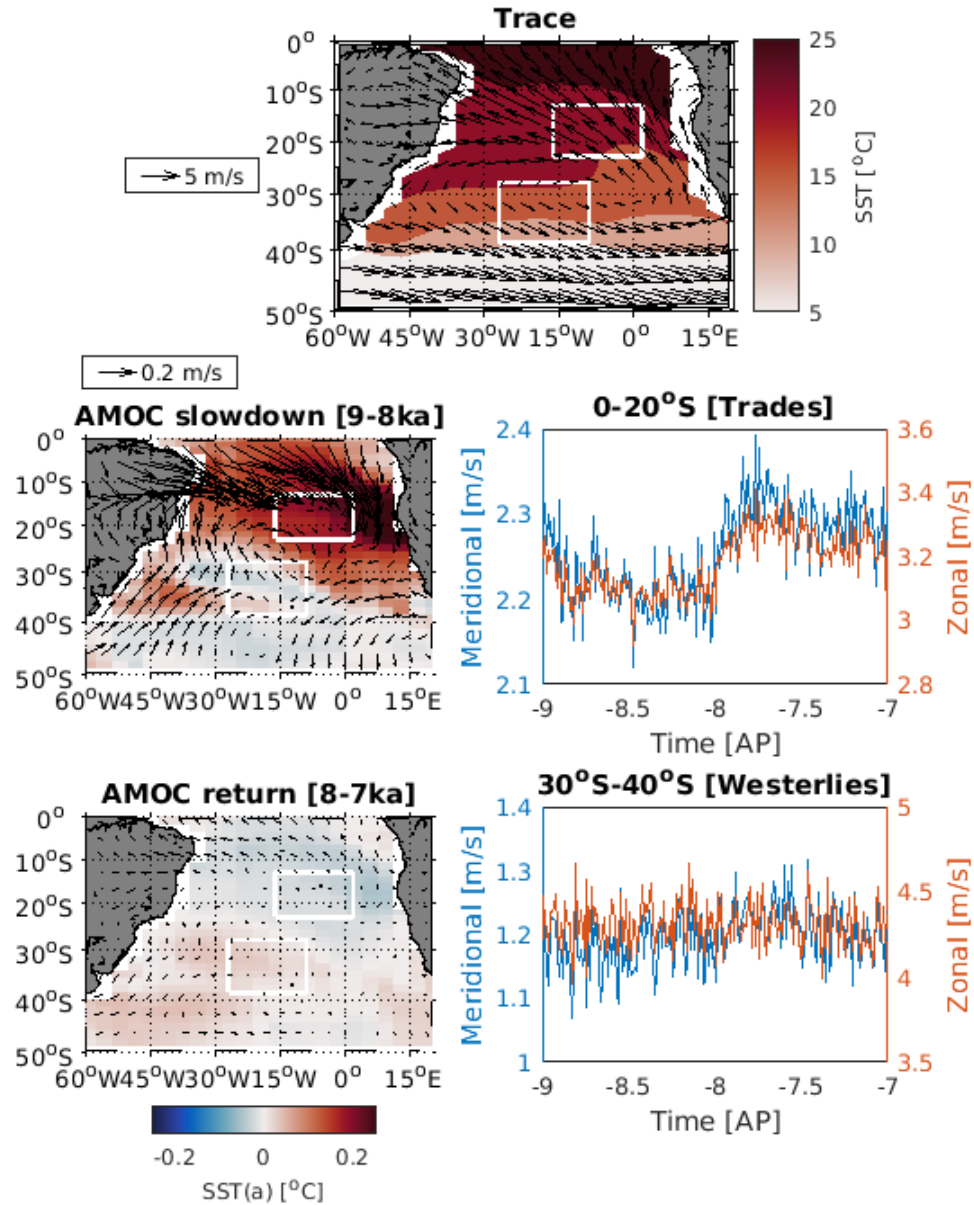 Trace
0°
10°S
20°S
30°S
40°S
50°S
60°W 45°W 30°W 15°W 0° 15°E
5 m/s
25
20
15
10
5
SST [°C]
0.2 m/s
AMOC slowdown [9-8ka]
0°
10°S
20°S
30°S
40°S
50°S
60°W 45°W 30°W 15°W 0° 15°E
0-20°S [Trades]
2.4
2.3
2.2
2.1
Meridional [m/s]
3.6
3.4
3.2
3
2.8
Zonal [m/s]
-9 -8.5 -8 -7.5 -7
Time [AP]
AMOC return [8-7ka]
0°
10°S
20°S
30°S
40°S
50°S
60°W 45°W 30°W 15°W 0° 15°E
-0.2 0 0.2
SST(a) [°C]
30°S-40°S [Westerlies]
1.4
1.3
1.2
1.1
1
Meridional [m/s]
5
4.5
4
3.5
Zonal [m/s]
-9 -8.5 -8 -7.5 -7
Time [AP]